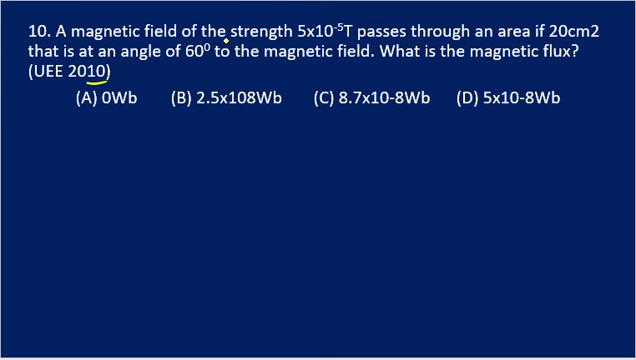 10. A magnetic field of the strength 5x10⁻⁵T passes through an area if 20cm2
that is at an angle of 60⁰ to the magnetic field. What is the magnetic flux?
(UEE 2010)
(A) 0Wb (B) 2.5x108Wb (C) 8.7x10-8Wb (D) 5x10-8Wb